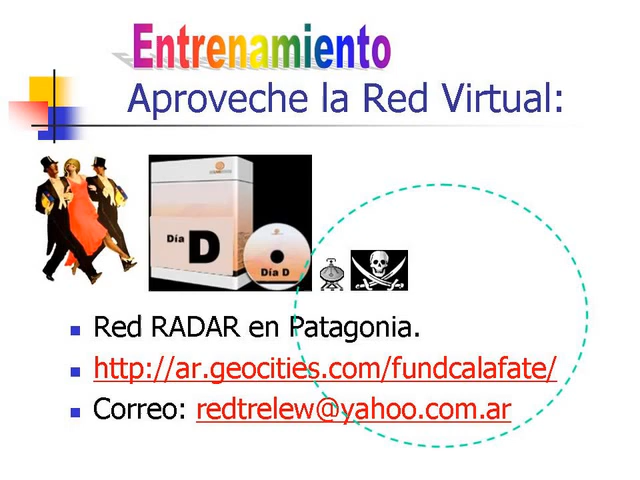 Entrenamiento
Aproveche la Red Virtual:
Día D
Día D
Red RADAR en Patagonia.
http://ar.geocities.com/fundcalafate/
Correo: redtrelew@yahoo.com.ar